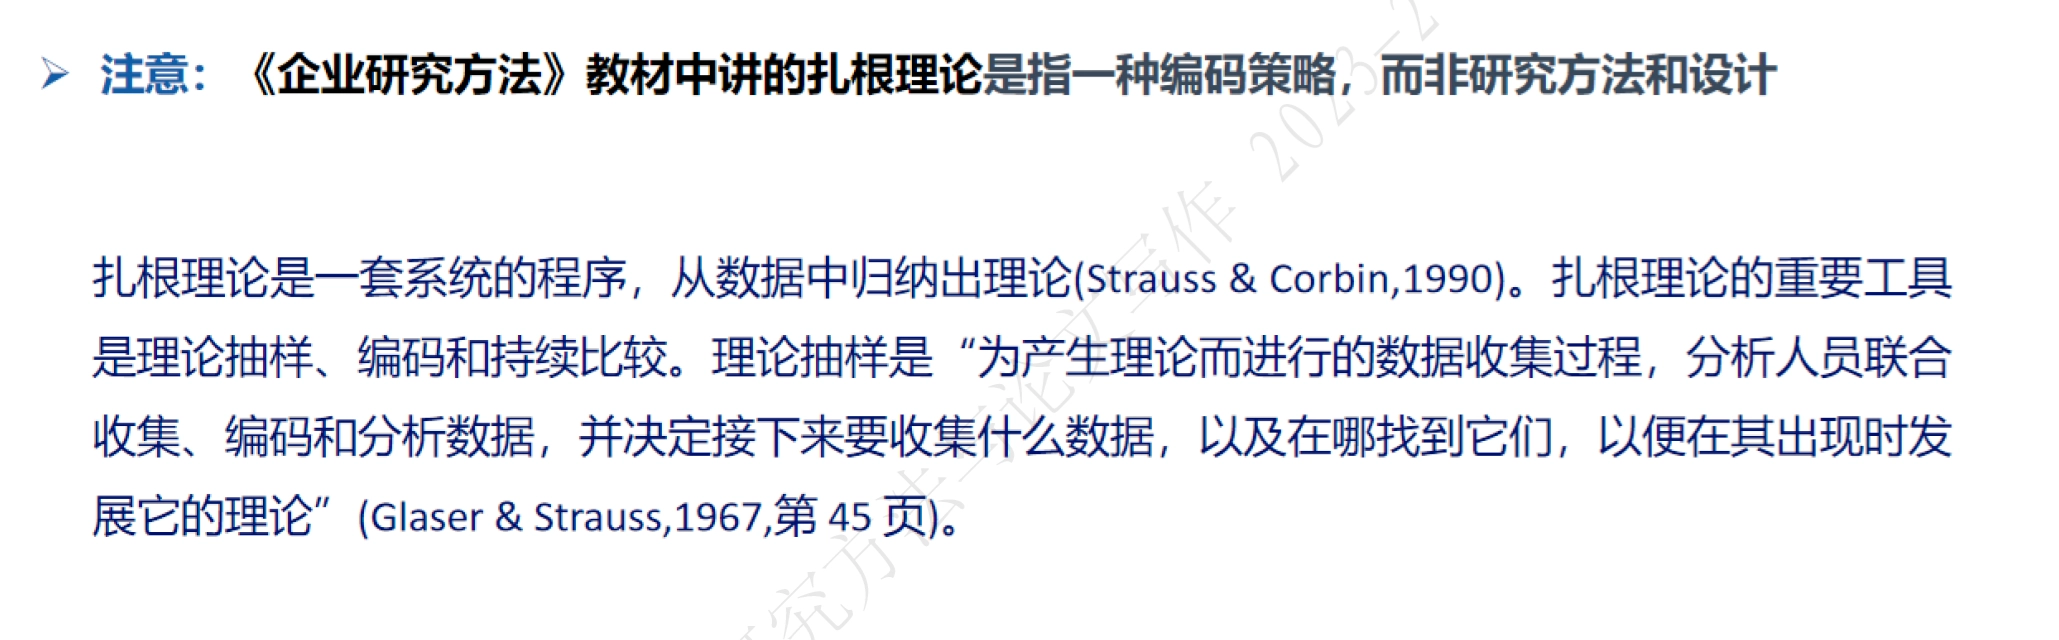 注意：《企业研究方法》教材中讲的扎根理论是指一种编码策略，而非研究方法和设计
扎根理论是一套系统的程序，从数据中归纳出理论(Strauss & Corbin,1990)。扎根理论的重要工具
是理论抽样、编码和持续比较。理论抽样是“为产生理论而进行的数据收集过程，分析人员联合
收集、编码和分析数据，并决定接下来要收集什么数据，以及在哪找到它们，以便在其出现时发
展它的理论”(Glaser & Strauss,1967,第 45 页)。
究方法与论文写作 2023-2